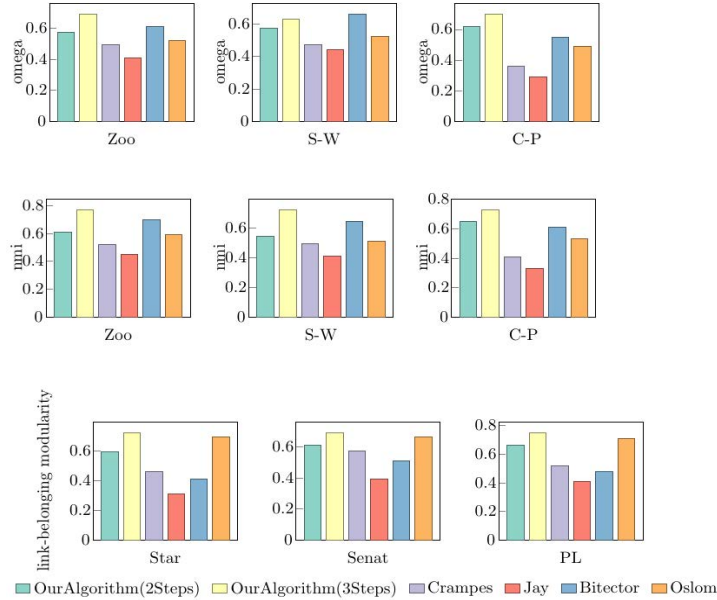 omega
0.6
0.4
0.2
0
Zoo
omega
0.6
0.4
0.2
0
S-W
omega
0.6
0.4
0.2
0
C-P
nmi
0.8
0.6
0.4
0.2
0
Zoo
nmi
0.6
0.4
0.2
0
S-W
nmi
0.8
0.6
0.4
0.2
0
C-P
link-belonging modularity
0.6
0.4
0.2
0
Star
0.6
0.4
0.2
0
Senat
0.8
0.6
0.4
0.2
0
PL
OurAlgorithm(2Steps) OurAlgorithm(3Steps) Crampes Jay Bitector Oslom